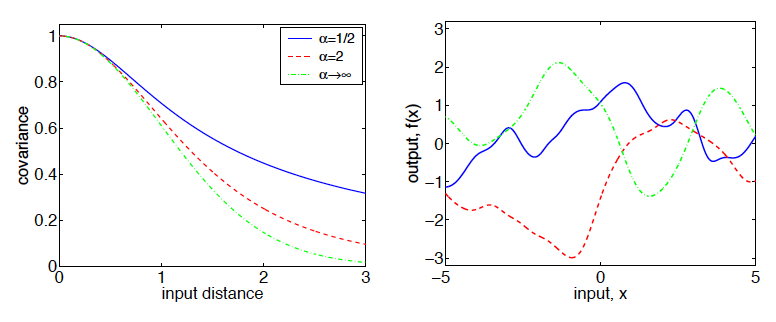 1
0.8
0.6
0.4
0.2
0
0 1 2 3
covariance
input distance
α=1/2
α=2
α→∞
3
2
1
0
−1
−2
−3
−5 0 5
output, f(x)
input, x